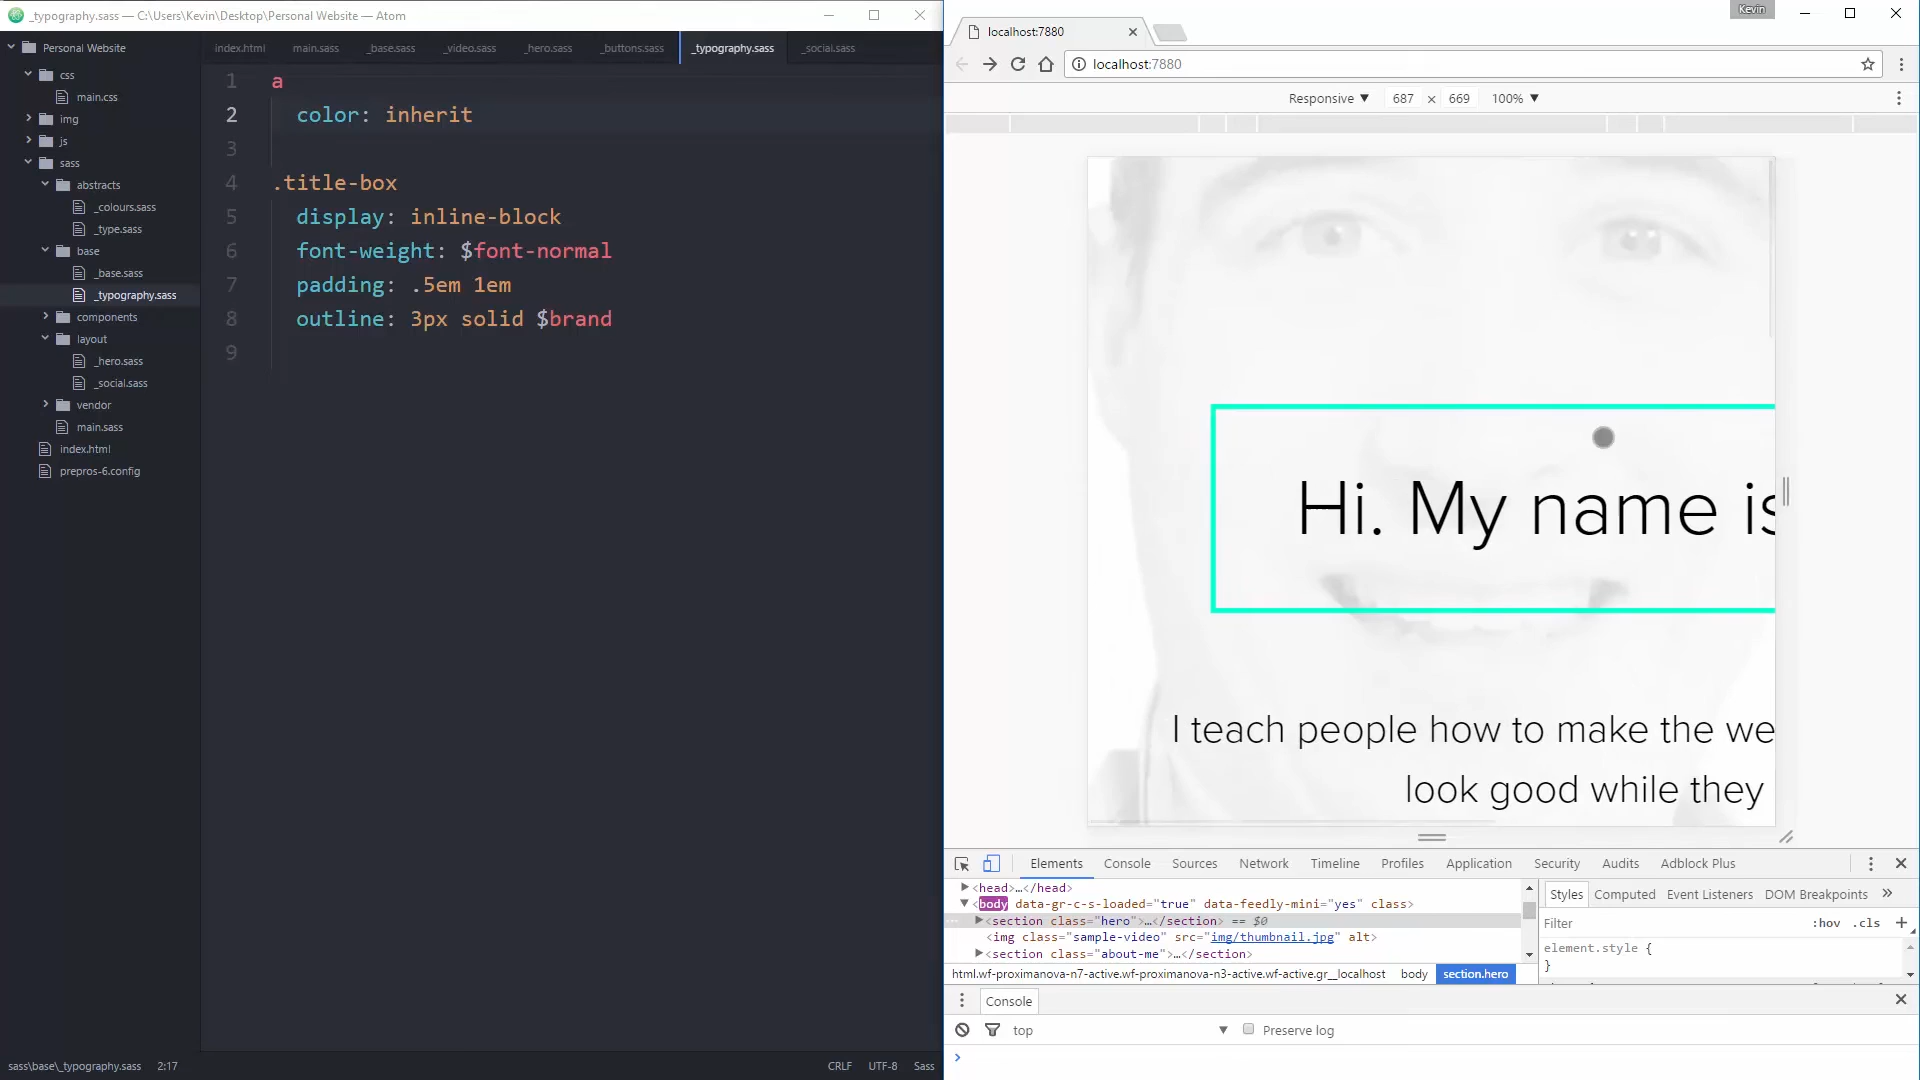 _typography.sass — C:\Users\Kevin\Desktop\Personal Website — Atom
Personal Website
css
main.css
img
js
sass
abstracts
_colours.sass
_type.sass
base
_base.sass
_typography.sass
components
layout
_hero.sass
_social.sass
vendor
main.sass
index.html
prepros-6.config
index.html main.sass _base.sass _video.sass _hero.sass _buttons.sass _typography.sass _social.sass
1 a
2 color: inherit
3
4 .title-box
5 display: inline-block
6 font-weight: $font-normal
7 padding: .5em 1em
8 outline: 3px solid $brand
9
sass\base\_typography.sass 2:17 CRLF UTF-8 Sass
Kevin
localhost:7880
localhost:7880
Responsive ▼ 687 × 669 100% ▼
Hi. My name is
I teach people how to make the we
look good while they
Elements Console Sources Network Timeline Profiles Application Security Audits Adblock Plus
<head>…</head>
<body data-gr-c-s-loaded="true" data-feedly-mini="yes" class>
<section class="hero">…</section> == $0
<img class="sample-video" src="img/thumbnail.jpg" alt>
<section class="about-me">…</section>
html.wf-proximanova-n7-active.wf-proximanova-n3-active.wf-active.gr__localhost body section.hero
Styles Computed Event Listeners DOM Breakpoints »
Filter :hov .cls +
element.style {
}
Console
top ▼ Preserve log
>